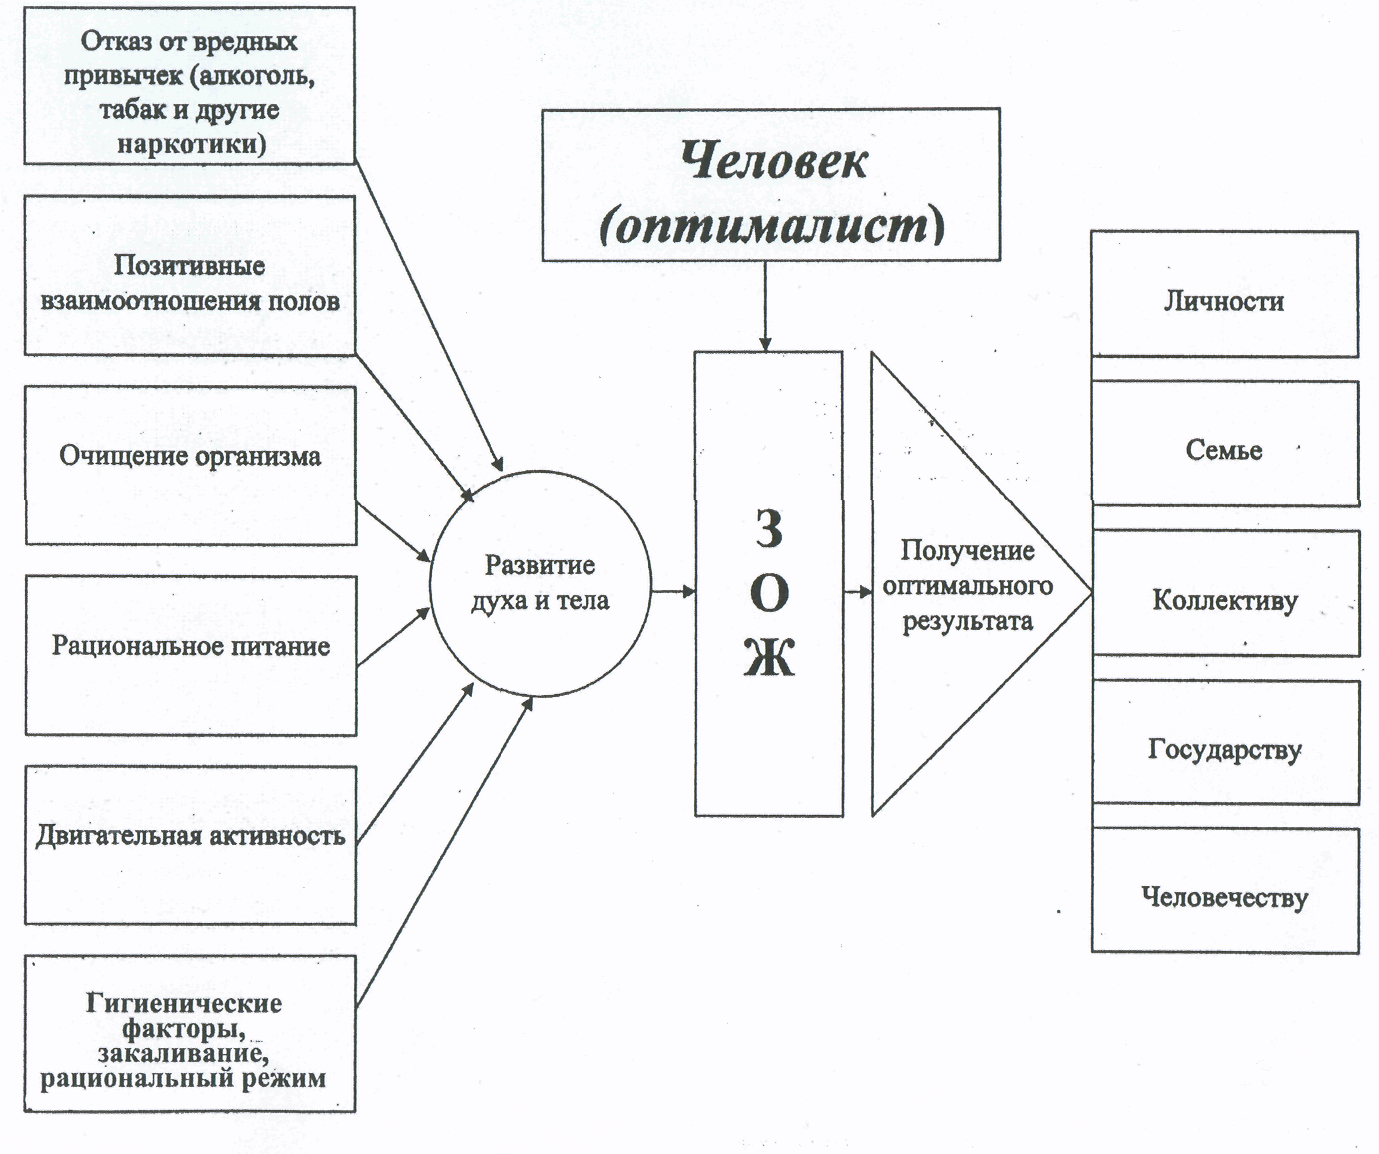 Отказ от вредных
привычек (алкоголь,
табак и другие
наркотики)
Позитивные
взаимоотношения полов
Очищение организма
Рациональное питание
Двигательная активность
Гигиенические
факторы,
закаливание,
рациональный режим
Развитие
духа и тела
Человек
(оптималист)
З
О
Ж
Получение
оптимального
результата
Личности
Семье
Коллективу
Государству
Человечеству